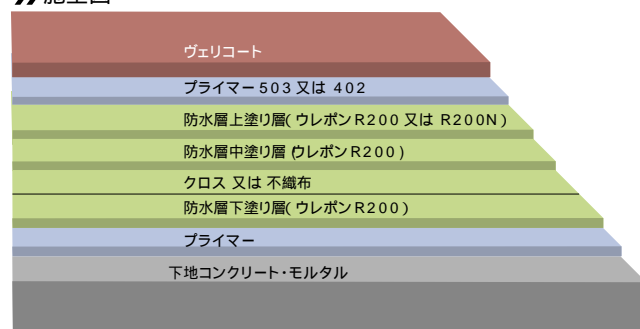 施工図
ヴェリコート
プライマー503又は 402
防水層上塗り層( ウレポンR200 又は R200N )
防水層中塗り層(ウレポンR200 )
クロス 又は 不織布
防水層下塗り層( ウレポンR200 )
プライマー
下地コンクリート・モルタル